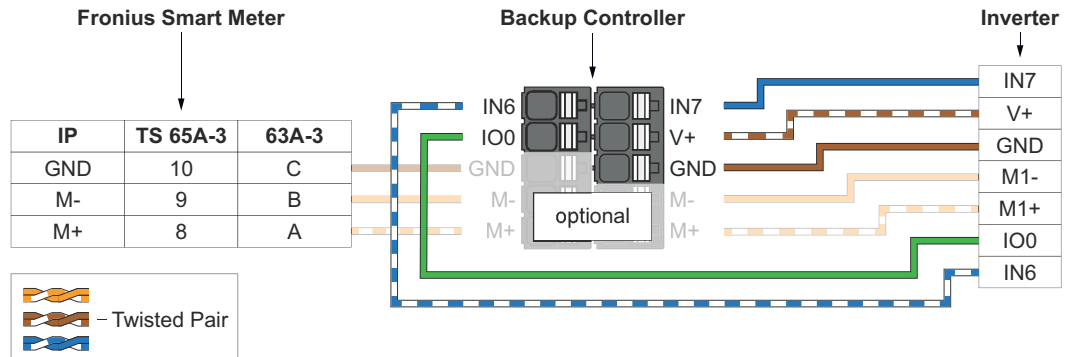 Fronius Smart Meter
Backup Controller
Inverter
IP TS 65A-3 63A-3
GND 10 C
M- 9 B
M+ 8 A
IN6
IO0
GND
M-
M+
optional
IN7
V+
GND
M-
M+
IN7
V+
GND
M1-
M1+
IO0
IN6
– Twisted Pair